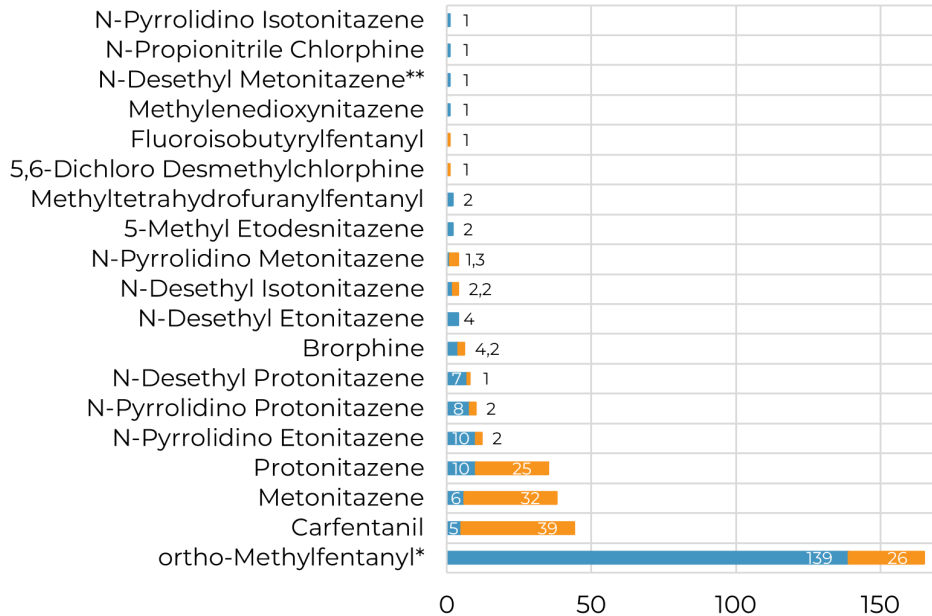 N-Pyrrolidino Isotonitazene 1
N-Propionitrile Chlorphine 1
N-Desethyl Metonitazene** 1
Methylenedioxynitazene 1
Fluoroisobutyrylfentanyl 1
5,6-Dichloro Desmethylchlorphine 1
Methyltetrahydrofuranylfentanyl 2
5-Methyl Etodesnitazene 2
N-Pyrrolidino Metonitazene 1,3
N-Desethyl Isotonitazene 2,2
N-Desethyl Etonitazene 4
Brorphine 4,2
N-Desethyl Protonitazene 7 1
N-Pyrrolidino Protonitazene 8 2
N-Pyrrolidino Etonitazene 10 2
Protonitazene 10 25
Metonitazene 6 32
Carfentanil 5 39
ortho-Methylfentanyl* 139 26
0 50 100 150